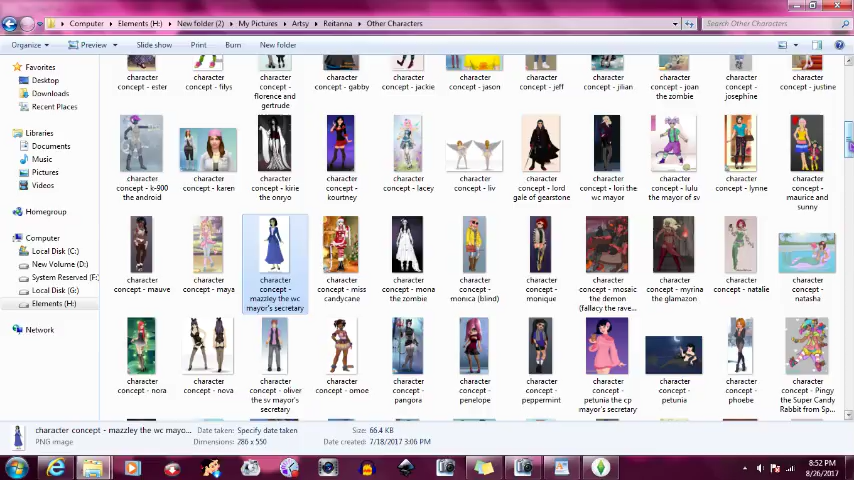 Computer ▸ Elements (H:) ▸ New folder (2) ▸ My Pictures ▸ Artsy ▸ Reitanna ▸ Other Characters
Search Other Characters
Organize Preview Slide show Print Burn New folder
Favorites
Desktop
Downloads
Recent Places
Libraries
Documents
Music
Pictures
Videos
Homegroup
Computer
Local Disk (C:)
New Volume (D:)
System Reserved (F:
Local Disk (G:)
Elements (H:)
Network
character concept - ester
character concept - filys
character concept - florence and gertrude
character concept - gabby
character concept - jackie
character concept - jason
character concept - jeff
character concept - jilian
character concept - joan the zombie
character concept - josephine
character concept - justine
character concept - k-900 the android
character concept - karen
character concept - kirie the onryo
character concept - kourtney
character concept - lacey
character concept - liv
character concept - lord gale of gearstone
character concept - lori the wc mayor
character concept - lulu the mayor of sv
character concept - lynne
character concept - maurice and sunny
character concept - mauve
character concept - maya
character concept - mazzley the wc mayor's secretary
character concept - miss candycane
character concept - mona the zombie
character concept - monica (blind)
character concept - monique
character concept - mosaic the demon (fallacy the rave...
character concept - myrina the glamazon
character concept - natalie
character concept - natasha
character concept - nora
character concept - nova
character concept - oliver the sv mayor's secretary
character concept - omoe
character concept - pangora
character concept - penelope
character concept - peppermint
character concept - petunia the cp mayor's secretary
character concept - petunia
character concept - phoebe
character concept - Pingy the Super Candy Rabbit from Sp...
character concept - mazzley the wc mayo...
PNG image
Date taken: Specify date taken
Dimensions: 286 x 550
Size: 66.4 KB
Date created: 7/18/2017 3:06 PM
8:52 PM
8/26/2017